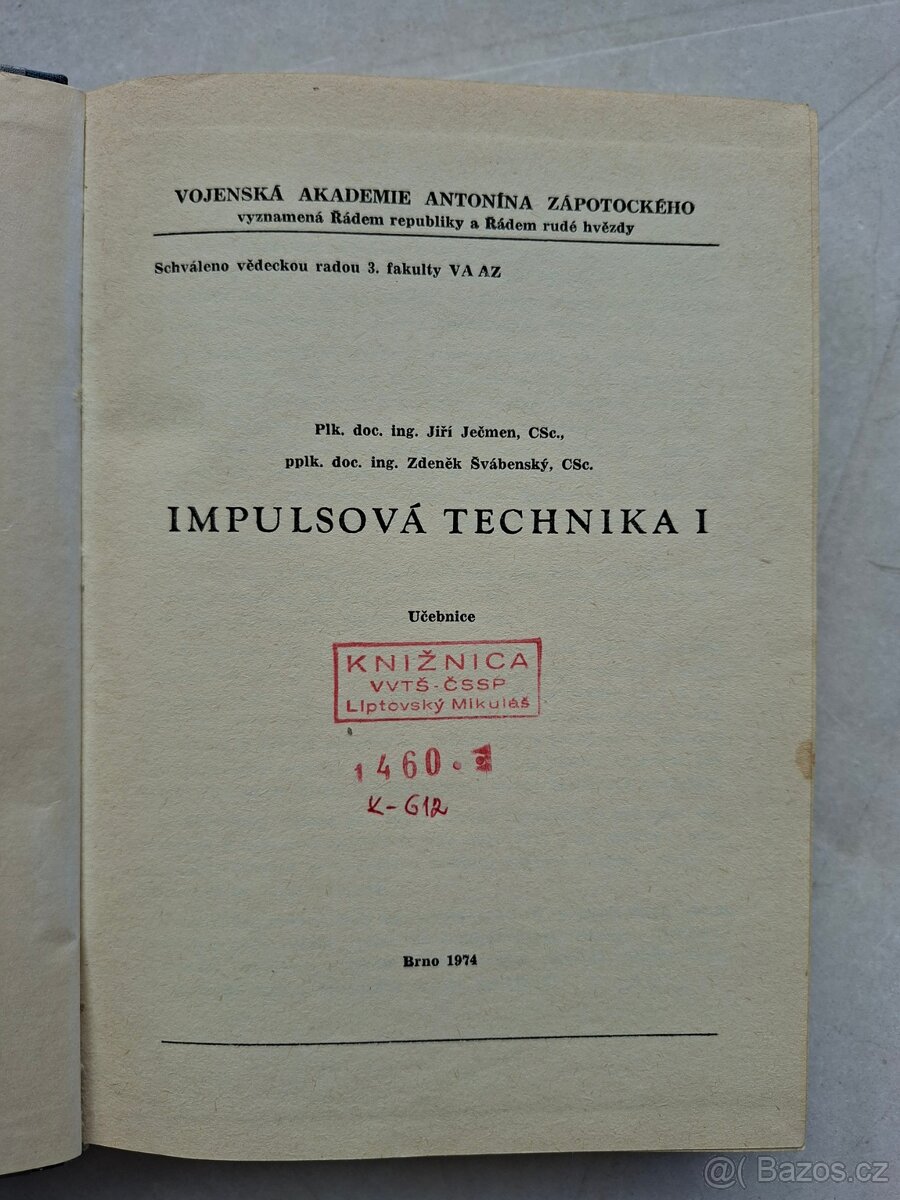 VOJENSKÁ AKADEMIE ANTONÍNA ZÁPOTOCKÉHO
vyznamená Řádem republiky a Řádem rudé hvězdy
Schváleno vědeckou radou 3. fakulty VA AZ
Plk. doc. ing. Jiří Ječmen, CSc.,
pplk. doc. ing. Zdeněk Švábenský, CSc.
IMPULSOVÁ TECHNIKA I
Učebnice
KNIŽNICA
VVTŠ-ČSSP
Liptovský Mikuláš
1460.
K-612
Brno 1974
@( Bazos.cz